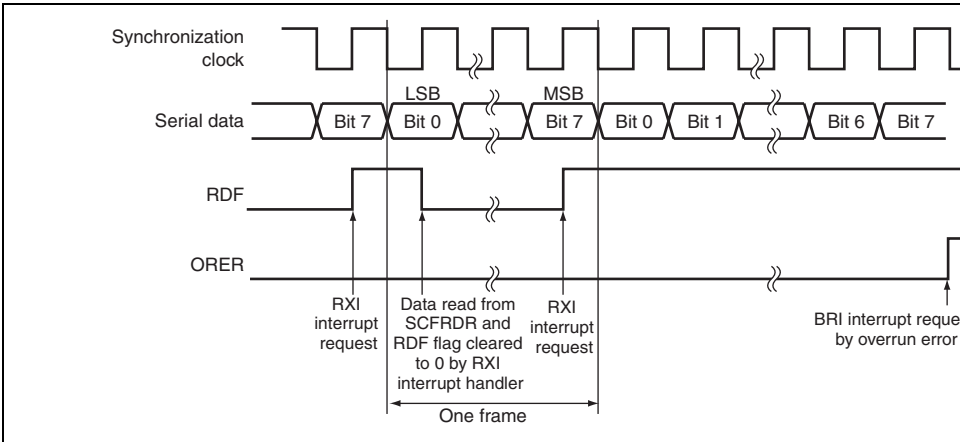 Synchronization
clock
LSB
MSB
Serial data
Bit 7
Bit 0
Bit 7
Bit 0
Bit 1
Bit 6
Bit 7
RDF
ORER
RXI
interrupt
request
Data read from
SCFRDR and
RDF flag cleared
to 0 by RXI
interrupt handler
RXI
interrupt
request
BRI interrupt reque
by overrun error
One frame